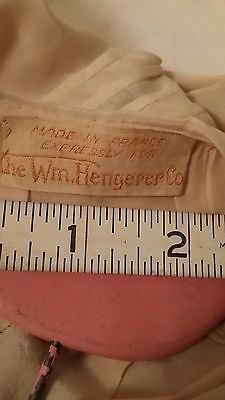 MADE IN FRANCE
EXPRESSLY FOR
The Wm. Hengerer Co
1 2